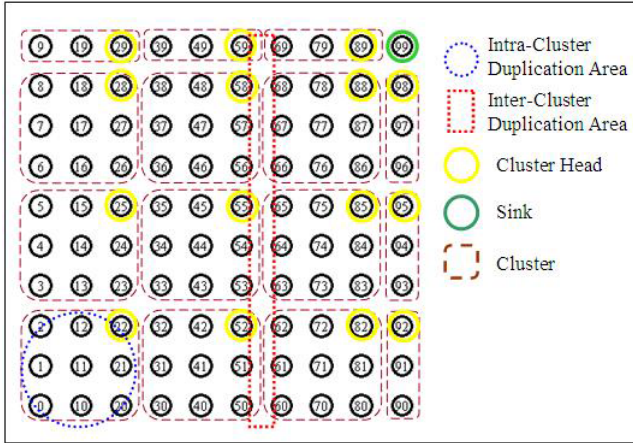 9 19 29 39 49 59 69 79 89 99
8 18 28 38 48 58 68 78 88 98
7 17 27 37 47 57 67 77 87 97
6 16 26 36 46 56 66 76 86 96
5 15 25 35 45 55 65 75 85 95
4 14 24 34 44 54 64 74 84 94
3 13 23 33 43 53 63 73 83 93
2 12 22 32 42 52 62 72 82 92
1 11 21 31 41 51 61 71 81 91
0 10 20 30 40 50 60 70 80 90
Intra-Cluster
Duplication Area
Inter-Cluster
Duplication Area
Cluster Head
Sink
Cluster